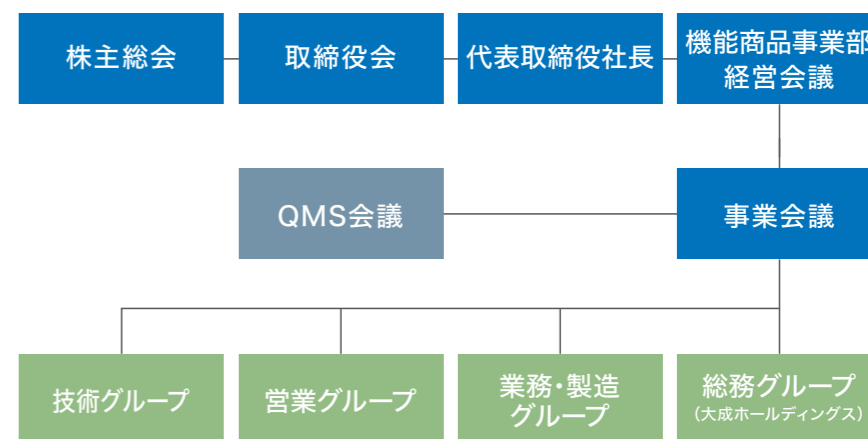 株主総会
取締役会
代表取締役社長
機能商品事業部
経営会議
QMS会議
事業会議
技術グループ
営業グループ
業務・製造
グループ
総務グループ
(大成ホールディングス)